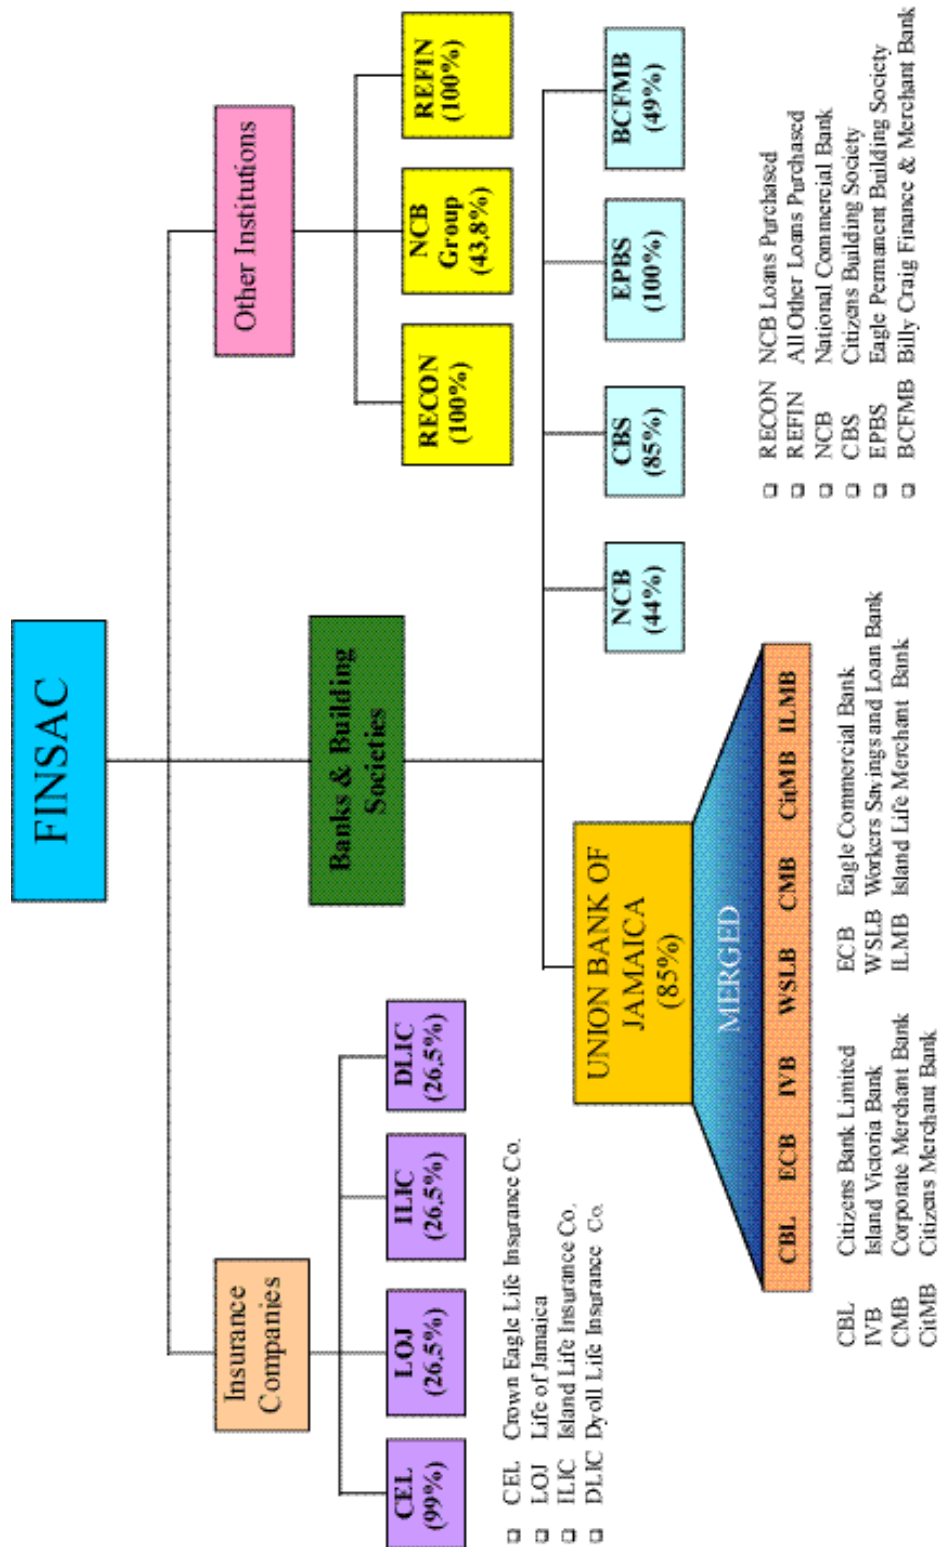 FINSAC
Insurance
Companies
Banks & Building
Societies
Other Institutions
CEL
(99%)
LOJ
(26.5%)
ILIC
(26.5%)
DLIC
(26.5%)
RECON
(100%)
NCB
Group
(43.8%)
REFIN
(100%)
CEL Crown Eagle Life Insurance Co.
LOJ Life of Jamaica
ILIC Island Life Insurance Co.
DLIC Dyoll Life Insurance Co.
UNION BANK OF
JAMAICA
(85%)
NCB
(44%)
CBS
(85%)
EPBS
(100%)
BCFMB
(49%)
MERGED
CBL ECB IVB WSLB CMB CitMB ILMB
CBL Citizens Bank Limited
IVB Island Victoria Bank
CMB Corporate Merchant Bank
CitMB Citizens Merchant Bank
ECB Eagle Commercial Bank
WSLB Workers Savings and Loan Bank
ILMB Island Life Merchant Bank
RECON NCB Loans Purchased
REFIN All Other Loans Purchased
NCB National Commercial Bank
CBS Citizens Building Society
EPBS Eagle Permanent Building Society
BCFMB Billy Craig Finance & Merchant Bank